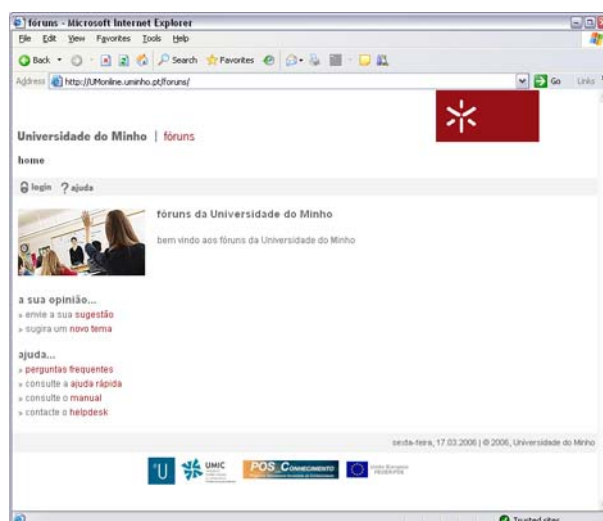 fóruns - Microsoft Internet Explorer
File Edit View Favorites Tools Help
Back Search Favorites
Address http://UMonline.uminho.pt/foruns/ Go Links
Universidade do Minho | fóruns
home
login ? ajuda
fóruns da Universidade do Minho
bem vindo aos fóruns da Universidade do Minho
a sua opinião...
» envie a sua sugestão
» sugira um novo tema
ajuda...
» perguntas frequentes
» consulte a ajuda rápida
» consulte o manual
» contacte o helpdesk
sexta-feira, 17.03.2006 | © 2006, Universidade do Minho
U UMIC POS_Conhecimento União Europeia
Trusted sites